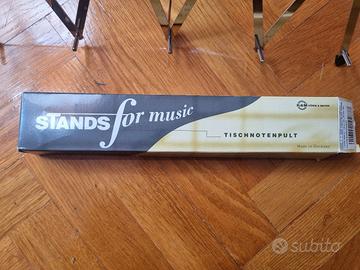 STANDS for music
TISCHNOTENPULT
Made in Germany
subito